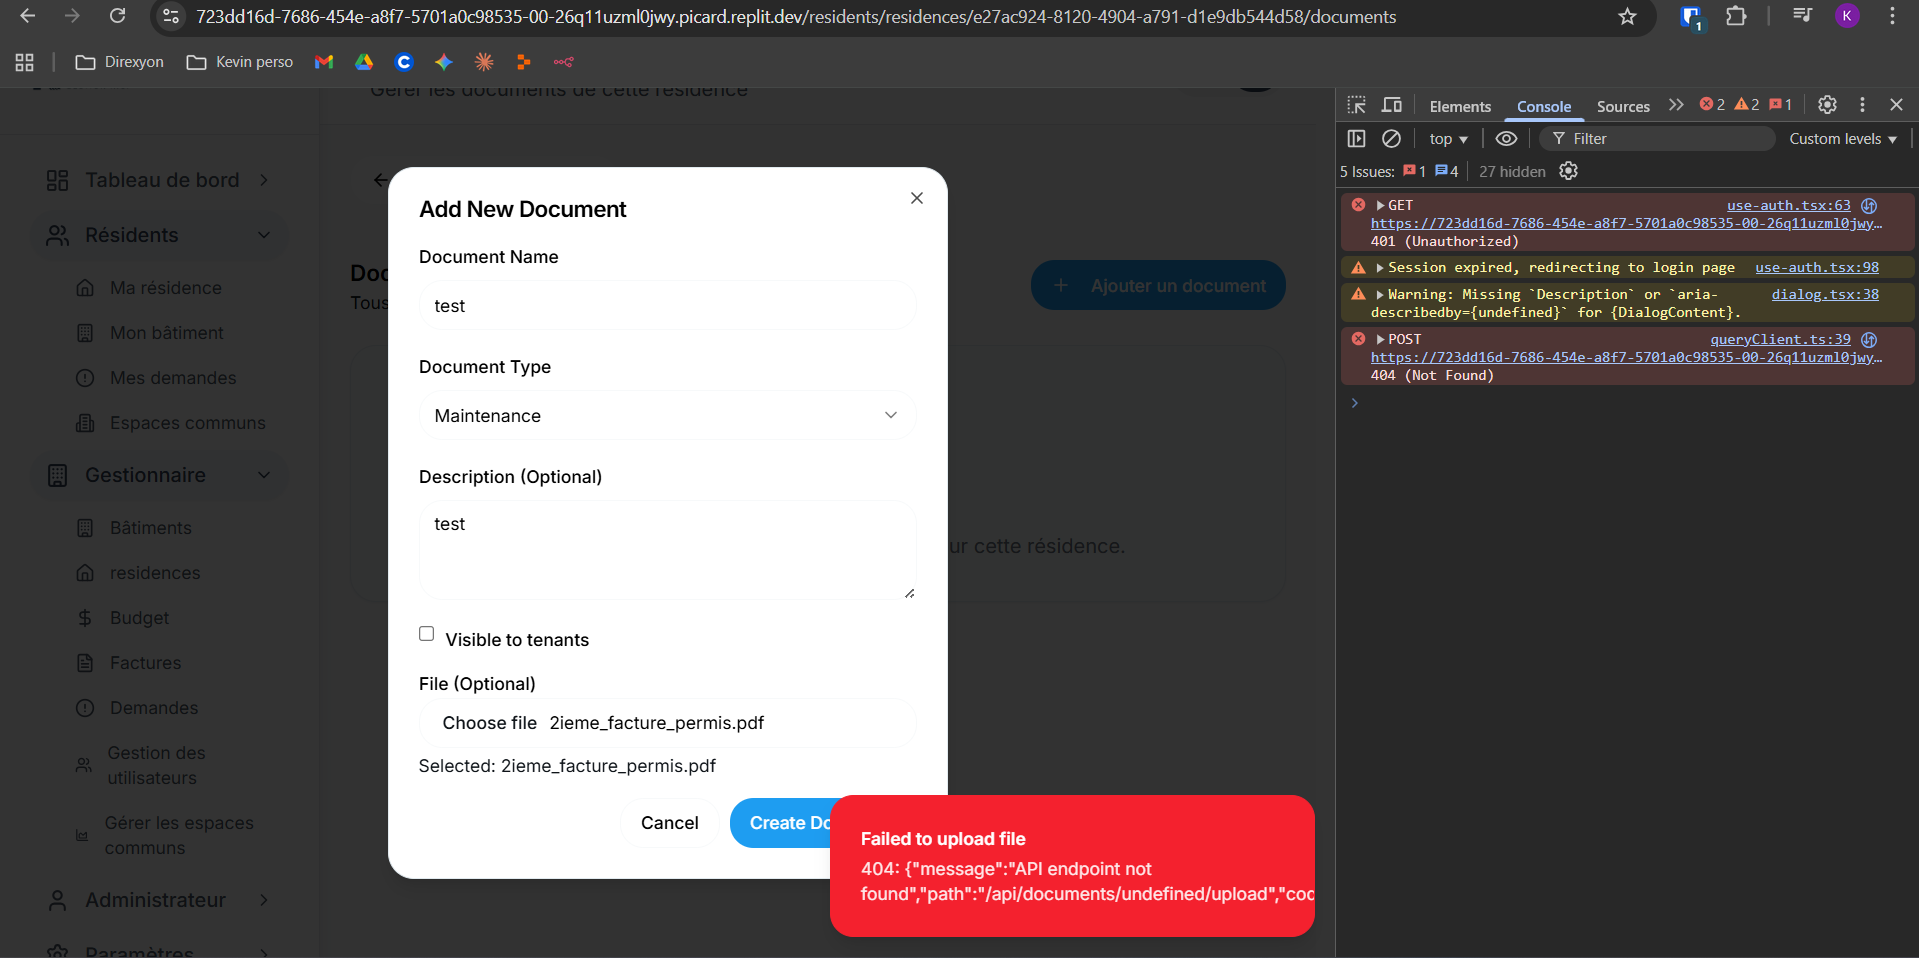 723dd16d-7686-454e-a8f7-5701a0c98535-00-26q11uzml0jwy.picard.replit.dev/residents/residences/e27ac924-8120-4904-a791-d1e9db544d58/documents
1
K
Direxyon
Kevin perso
Gérer les documents de cette résidence
Tableau de bord
Résidents
Ma résidence
Mon bâtiment
Mes demandes
Espaces communs
Gestionnaire
Bâtiments
residences
Budget
Factures
Demandes
Gestion des
utilisateurs
Gérer les espaces
communs
Administrateur
Paramètres
Doc
Tous
Ajouter un document
ur cette résidence.
Add New Document
Document Name
test
Document Type
Maintenance
Description (Optional)
test
Visible to tenants
File (Optional)
Choose file 2ieme_facture_permis.pdf
Selected: 2ieme_facture_permis.pdf
Cancel
Create Do
Failed to upload file
404: {"message":"API endpoint not
found","path":"/api/documents/undefined/upload","cod
Elements
Console
Sources
2
2
1
top
Filter
Custom levels
5 Issues: 1 4
27 hidden
GET
use-auth.tsx:63
https://723dd16d-7686-454e-a8f7-5701a0c98535-00-26q11uzml0jwy…
401 (Unauthorized)
Session expired, redirecting to login page
use-auth.tsx:98
Warning: Missing `Description` or `aria-
dialog.tsx:38
describedby={undefined}` for {DialogContent}.
POST
queryClient.ts:39
https://723dd16d-7686-454e-a8f7-5701a0c98535-00-26q11uzml0jwy…
404 (Not Found)